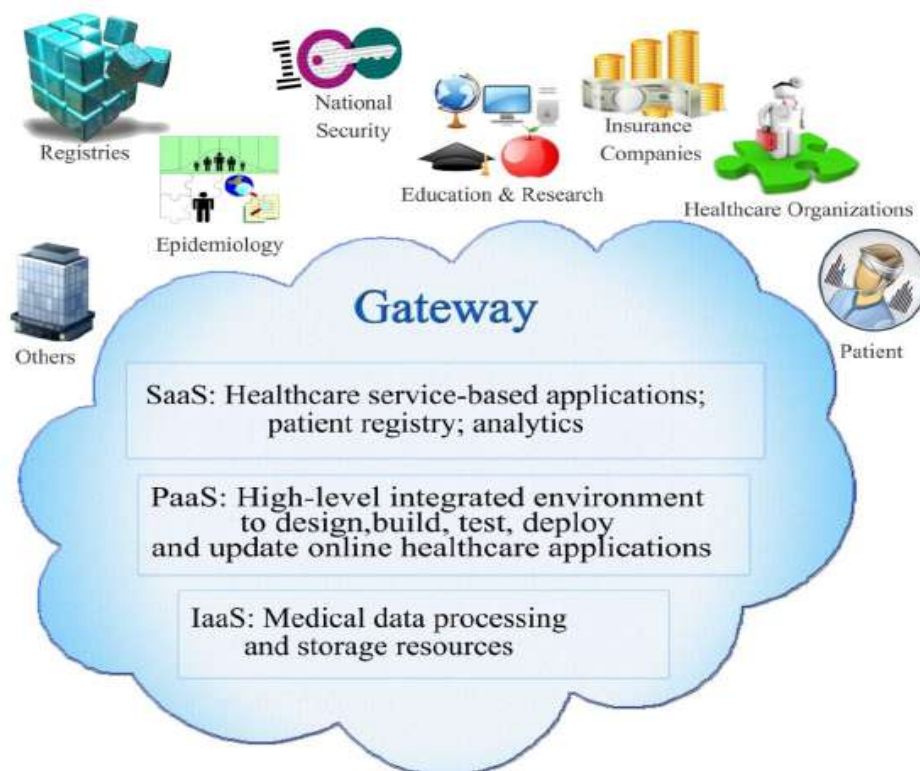 Registries
National
Security
Insurance
Companies
Education & Research
Healthcare Organizations
Epidemiology
Others
Patient
Gateway
SaaS: Healthcare service-based applications;
patient registry; analytics
PaaS: High-level integrated environment
to design,build, test, deploy
and update online healthcare applications
IaaS: Medical data processing
and storage resources